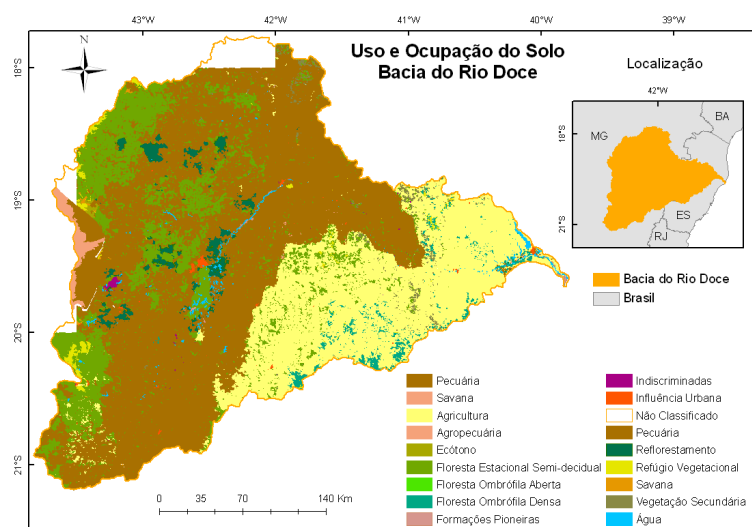 43°W 42°W 41°W 40°W 39°W
Uso e Ocupação do Solo
Bacia do Rio Doce
N
18°S
19°S
20°S
21°S
Localização
42°W
18°S
21°S
MG
BA
ES
RJ
Bacia do Rio Doce
Brasil
Pecuária
Savana
Agricultura
Agropecuária
Ecótono
Floresta Estacional Semi-decidual
Floresta Ombrófila Aberta
Floresta Ombrófila Densa
Formações Pioneiras
Indiscriminadas
Influência Urbana
Não Classificado
Pecuária
Reflorestamento
Refúgio Vegetacional
Savana
Vegetação Secundária
Água
0 35 70 140 Km